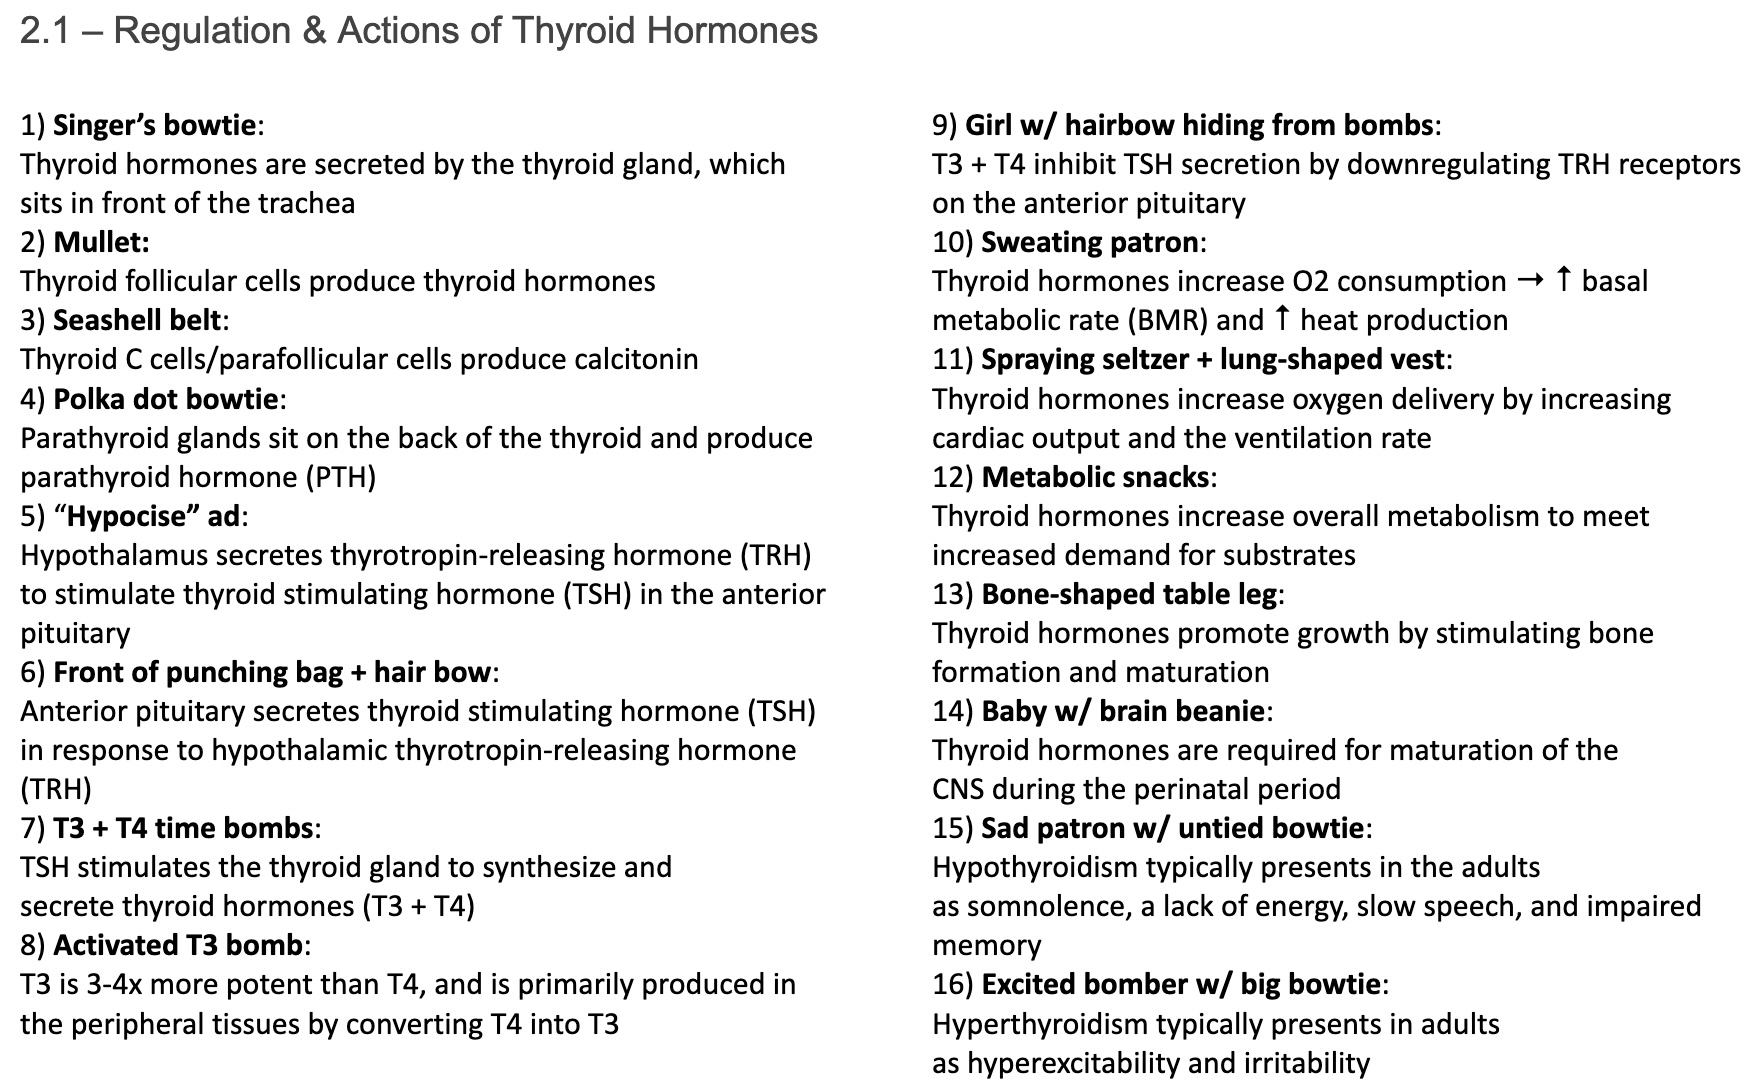 2.1 – Regulation & Actions of Thyroid Hormones
1) Singer’s bowtie:
Thyroid hormones are secreted by the thyroid gland, which
sits in front of the trachea
2) Mullet:
Thyroid follicular cells produce thyroid hormones
3) Seashell belt:
Thyroid C cells/parafollicular cells produce calcitonin
4) Polka dot bowtie:
Parathyroid glands sit on the back of the thyroid and produce
parathyroid hormone (PTH)
5) “Hypocise” ad:
Hypothalamus secretes thyrotropin-releasing hormone (TRH)
to stimulate thyroid stimulating hormone (TSH) in the anterior
pituitary
6) Front of punching bag + hair bow:
Anterior pituitary secretes thyroid stimulating hormone (TSH)
in response to hypothalamic thyrotropin-releasing hormone
(TRH)
7) T3 + T4 time bombs:
TSH stimulates the thyroid gland to synthesize and
secrete thyroid hormones (T3 + T4)
8) Activated T3 bomb:
T3 is 3-4x more potent than T4, and is primarily produced in
the peripheral tissues by converting T4 into T3
9) Girl w/ hairbow hiding from bombs:
T3 + T4 inhibit TSH secretion by downregulating TRH receptors
on the anterior pituitary
10) Sweating patron:
Thyroid hormones increase O2 consumption → ↑ basal
metabolic rate (BMR) and ↑ heat production
11) Spraying seltzer + lung-shaped vest:
Thyroid hormones increase oxygen delivery by increasing
cardiac output and the ventilation rate
12) Metabolic snacks:
Thyroid hormones increase overall metabolism to meet
increased demand for substrates
13) Bone-shaped table leg:
Thyroid hormones promote growth by stimulating bone
formation and maturation
14) Baby w/ brain beanie:
Thyroid hormones are required for maturation of the
CNS during the perinatal period
15) Sad patron w/ untied bowtie:
Hypothyroidism typically presents in the adults
as somnolence, a lack of energy, slow speech, and impaired
memory
16) Excited bomber w/ big bowtie:
Hyperthyroidism typically presents in adults
as hyperexcitability and irritability